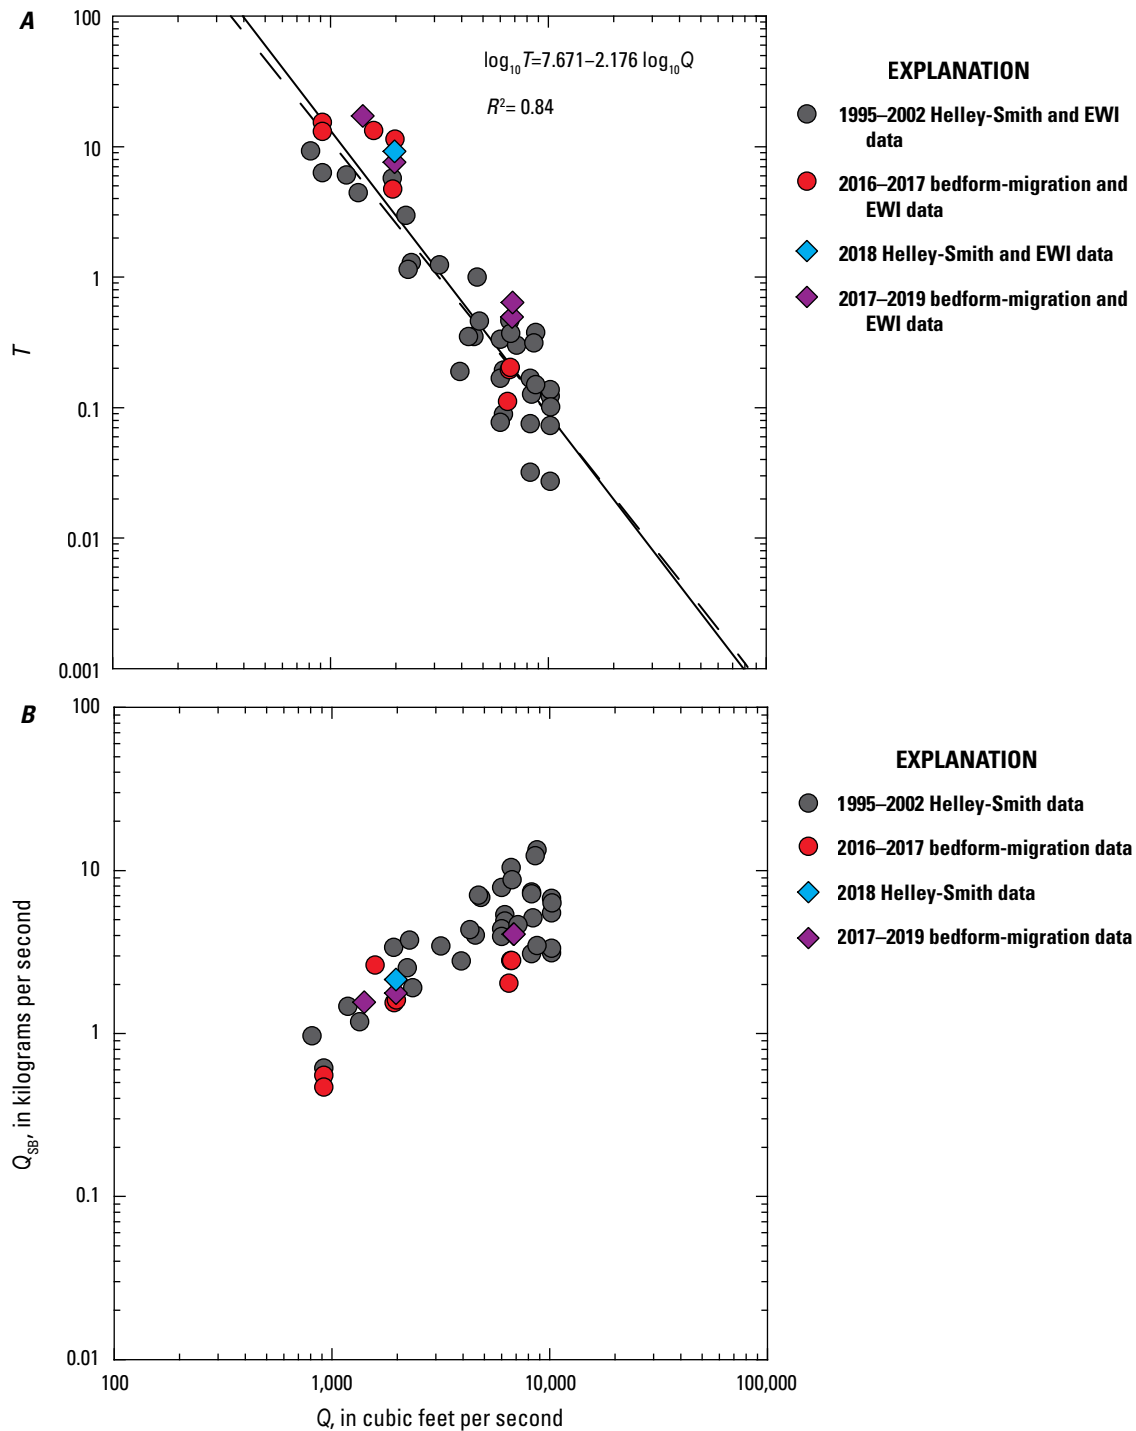 A
100
10
1
0.1
0.01
0.001
T
log10T=7.671–2.176 log10Q
R2= 0.84
EXPLANATION
1995–2002 Helley-Smith and EWI
data
2016–2017 bedform-migration and
EWI data
2018 Helley-Smith and EWI data
2017–2019 bedform-migration and
EWI data
B
100
10
1
0.1
0.01
QSB, in kilograms per second
100
1,000
10,000
100,000
Q, in cubic feet per second
EXPLANATION
1995–2002 Helley-Smith data
2016–2017 bedform-migration data
2018 Helley-Smith data
2017–2019 bedform-migration data